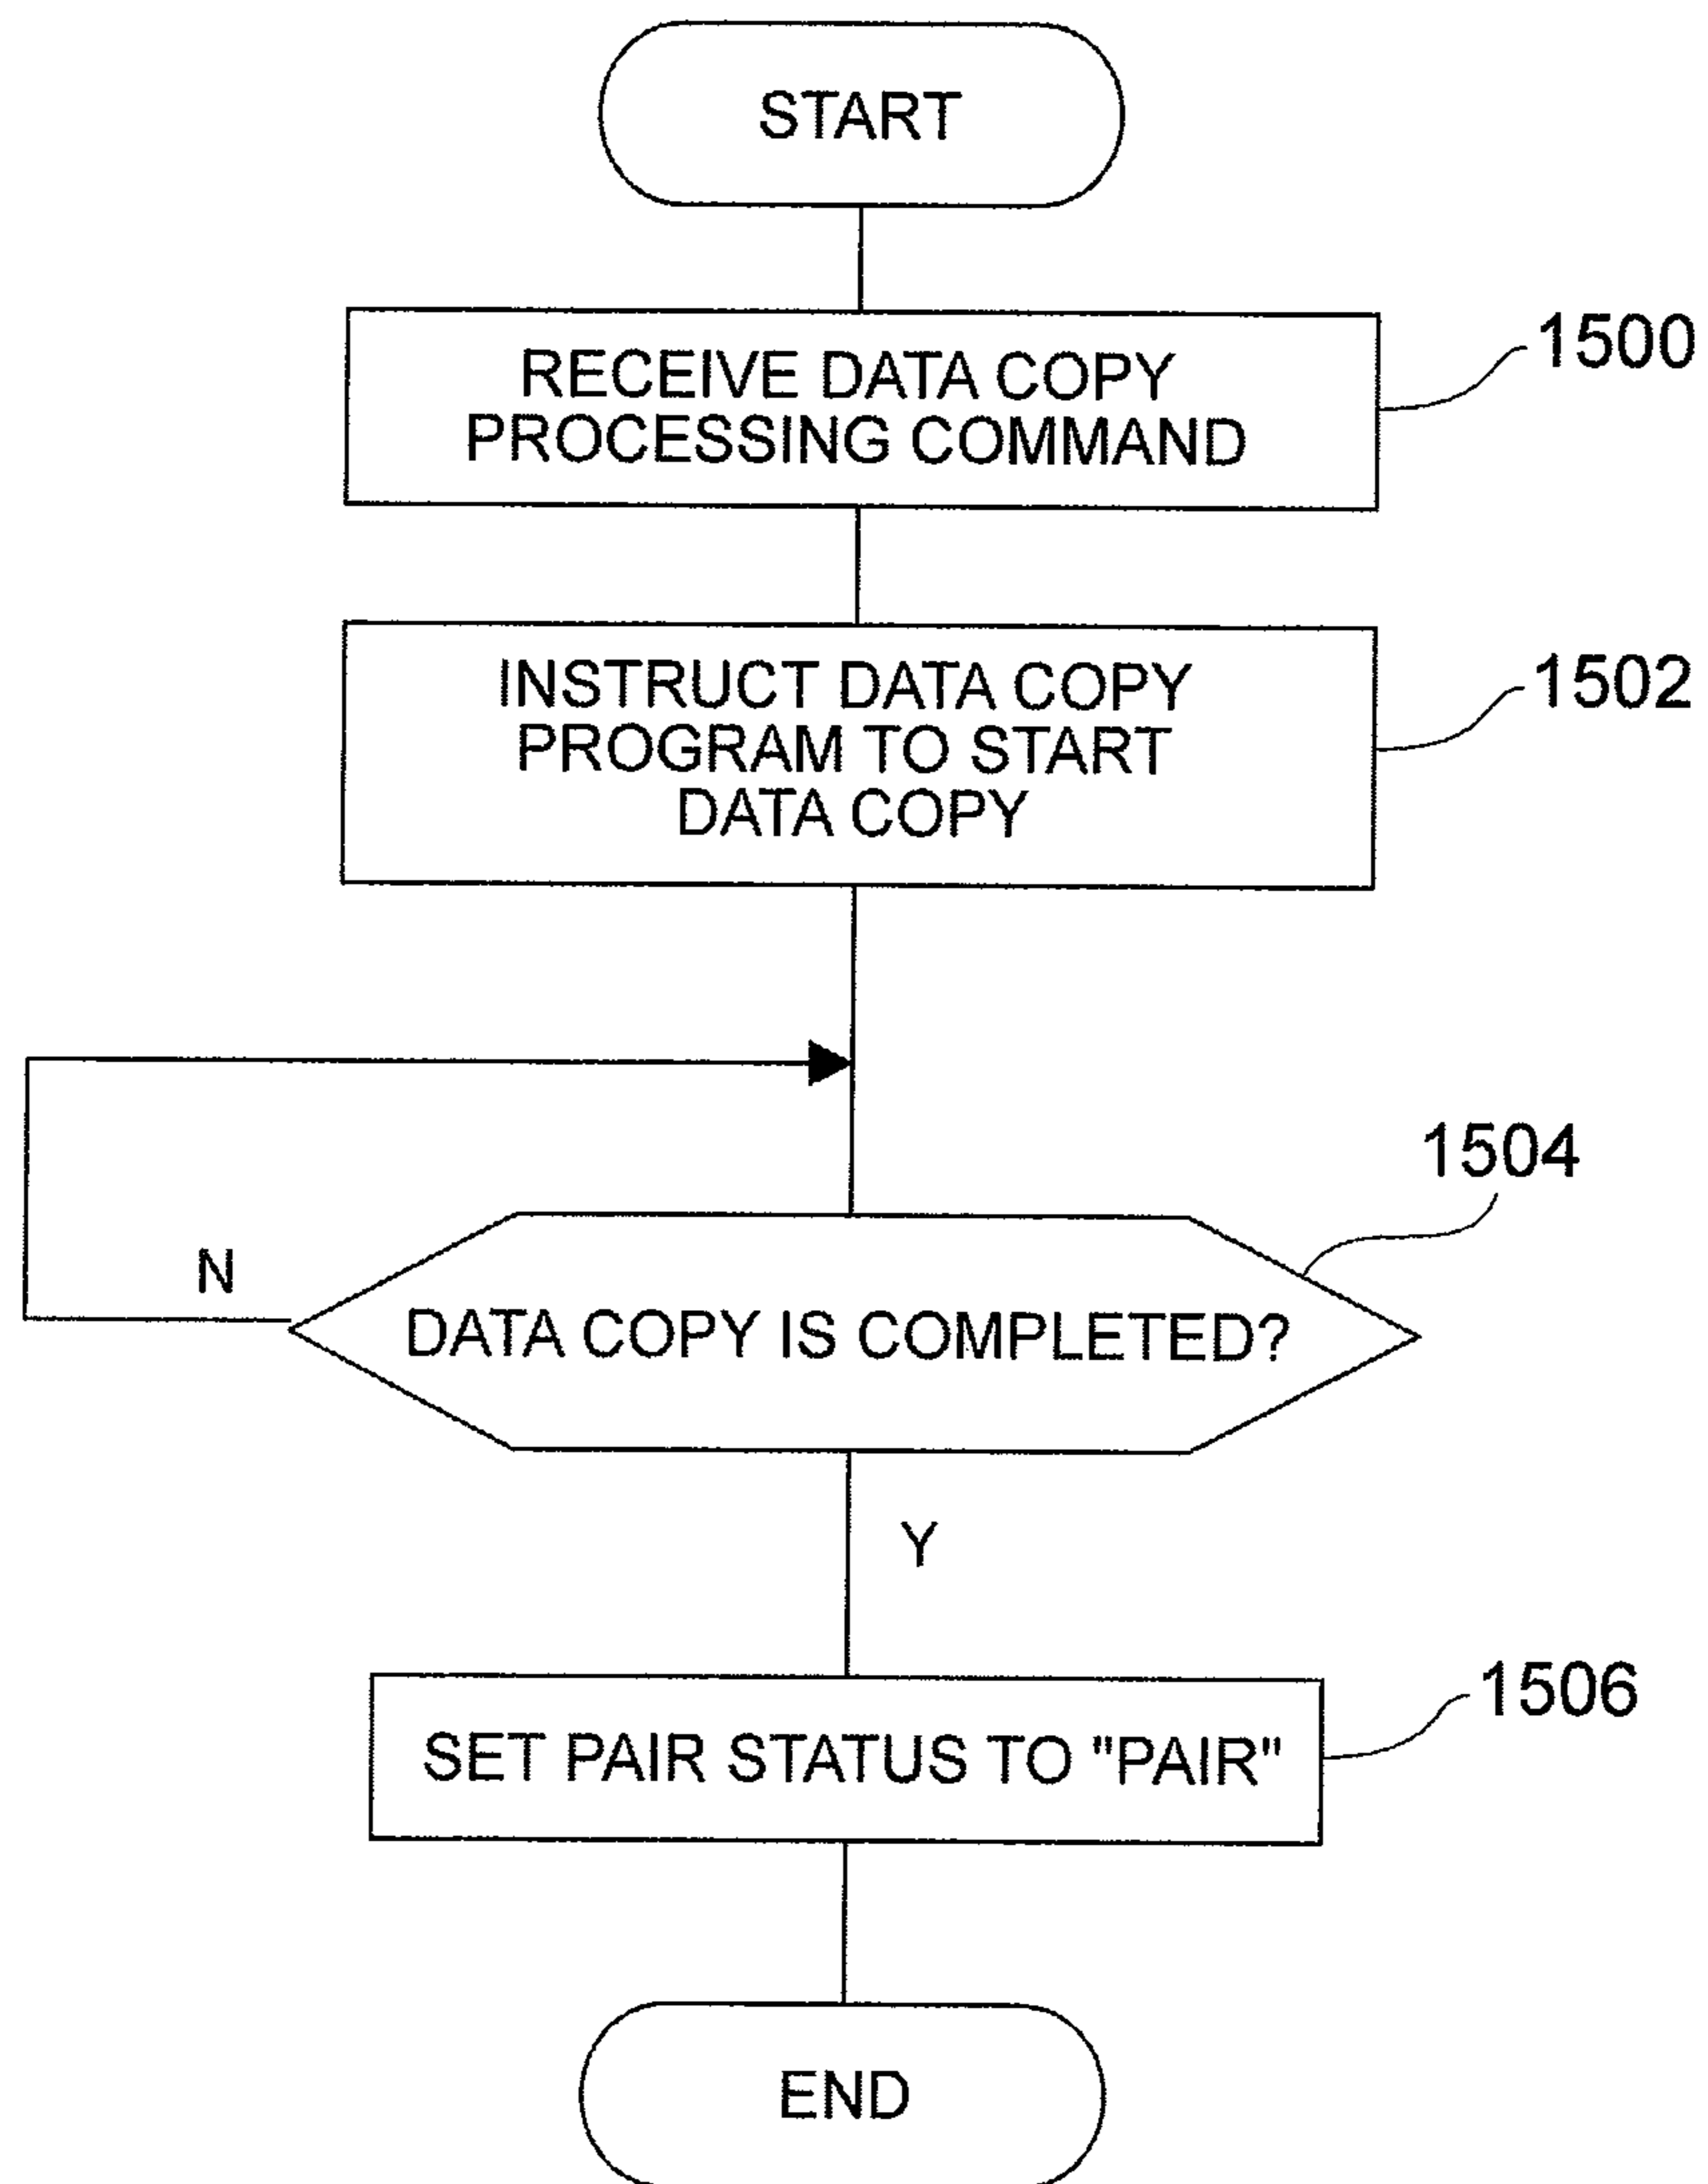 START
RECEIVE DATA COPY
PROCESSING COMMAND
1500
INSTRUCT DATA COPY
PROGRAM TO START
DATA COPY
1502
1504
N
DATA COPY IS COMPLETED?
Y
SET PAIR STATUS TO "PAIR"
1506
END